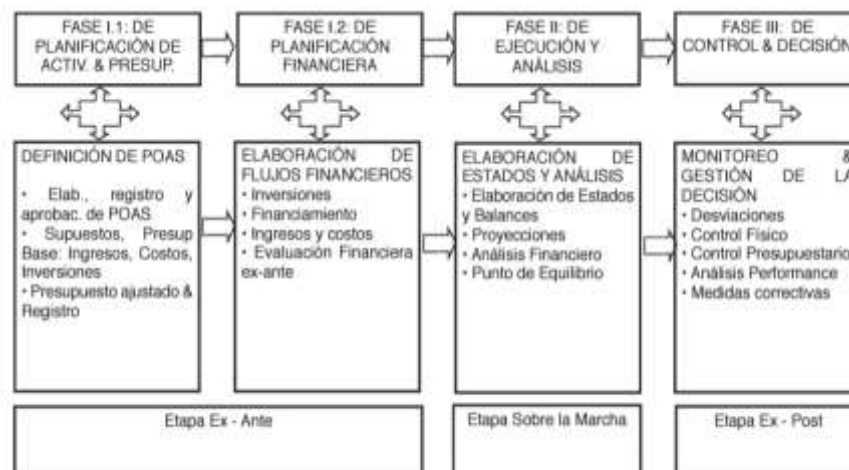 FASE I.1: DE
PLANIFICACIÓN DE
ACTIV. & PRESUP.
FASE I.2: DE
PLANIFICACIÓN
FINANCIERA
FASE II: DE
EJECUCIÓN Y
ANÁLISIS
FASE III: DE
CONTROL & DECISIÓN
DEFINICIÓN DE POAS
• Elab., registro y
aprobac. de POAS
• Supuestos, Presup
Base: Ingresos, Costos,
Inversiones
• Presupuesto ajustado &
Registro
ELABORACIÓN DE
FLUJOS FINANCIEROS
• Inversiones
• Financiamiento
• Ingresos y costos
• Evaluación Financiera
ex-ante
ELABORACIÓN DE
ESTADOS Y ANÁLISIS
• Elaboración de Estados
y Balances
• Proyecciones
• Análisis Financiero
• Punto de Equilibrio
MONITOREO &
GESTIÓN DE LA
DECISIÓN
• Desviaciones
• Control Físico
• Control Presupuestario
• Análisis Performance
• Medidas correctivas
Etapa Ex - Ante
Etapa Sobre la Marcha
Etapa Ex - Post